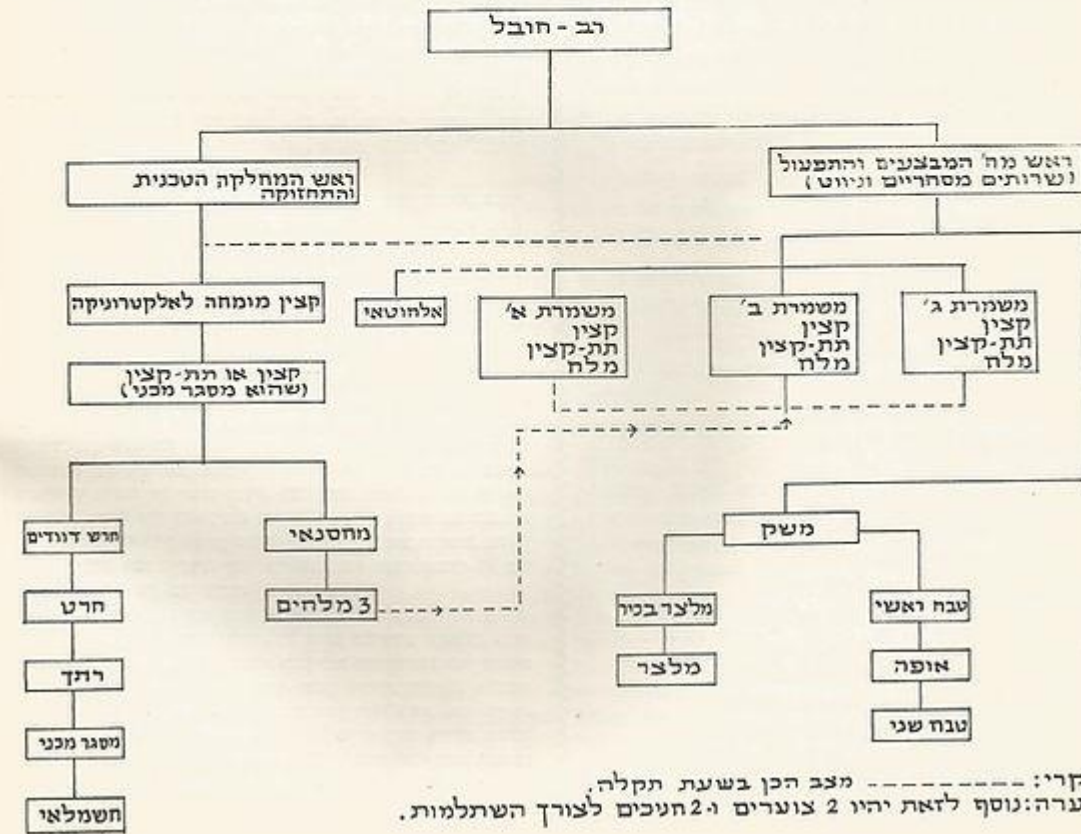 רב - חובל
ראש מח' המבצעים והתפעול
(שרותים מסחריים וניווט)
ראש המחלקה הטכנית
והתחזוקה
קצין מומחה לאלקטרוניקה
אלחוטאי
משמרת א'
קצין
תת-קצין
מלח
משמרת ב'
קצין
תת-קצין
מלח
משמרת ג'
קצין
תת-קצין
מלח
קצין או תת-קצין
(שהוא מסגר מכני)
משק
חרש דוודים
מחסנאי
חרט
3 מלחים
רתך
מסגר מכני
חשמלאי
טבח ראשי
אופה
טבח שני
מלצר בכיר
מלצר
קרי: ---------- מצב הכן בשעת תקלה.
ערה: נוסף לזאת יהיו 2 צוערים ו-2 חניכים לצורך השתלמות.